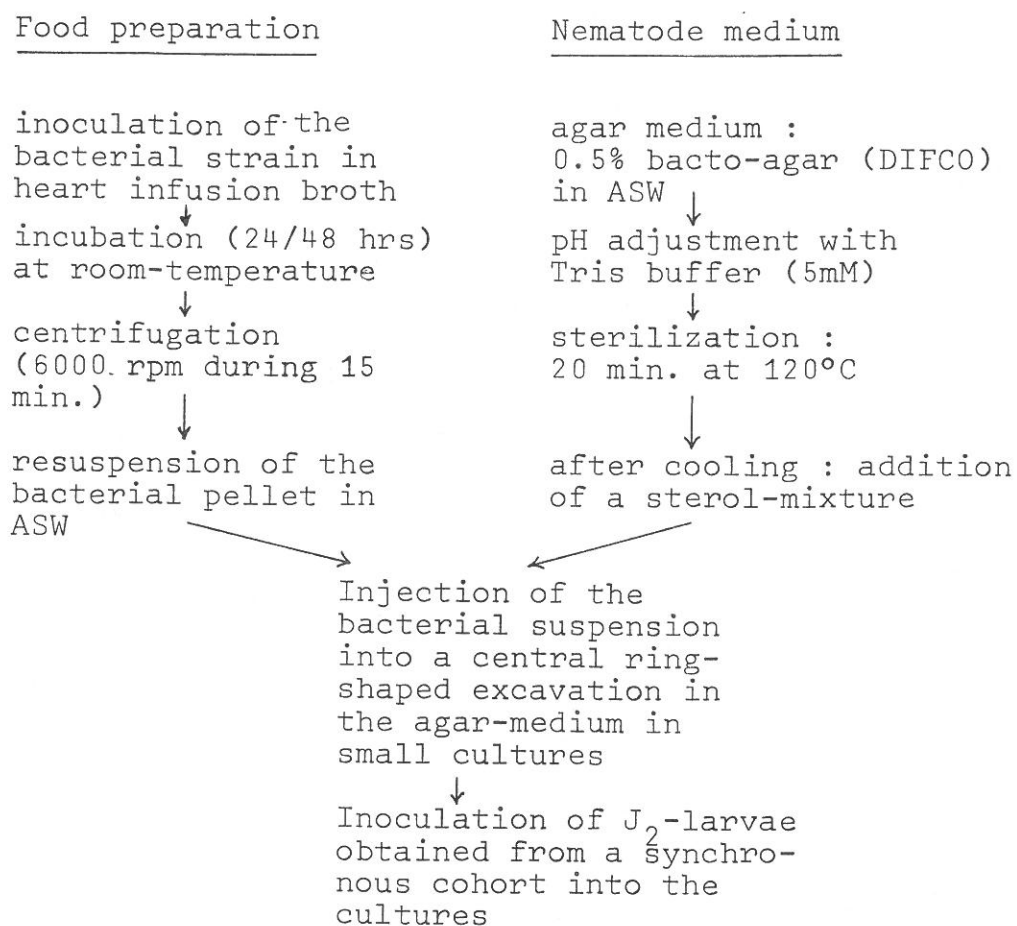 Food preparation
inoculation of the
bacterial strain in
heart infusion broth
incubation (24/48 hrs)
at room-temperature
centrifugation
(6000 rpm during 15
min.)
resuspension of the
bacterial pellet in
ASW
Nematode medium
agar medium :
0.5% bacto-agar (DIFCO)
in ASW
pH adjustment with
Tris buffer (5mM)
sterilization :
20 min. at 120°C
after cooling : addition
of a sterol-mixture
Injection of the
bacterial suspension
into a central ring-
shaped excavation in
the agar-medium in
small cultures
Inoculation of J₂-larvae
obtained from a synchro-
nous cohort into the
cultures